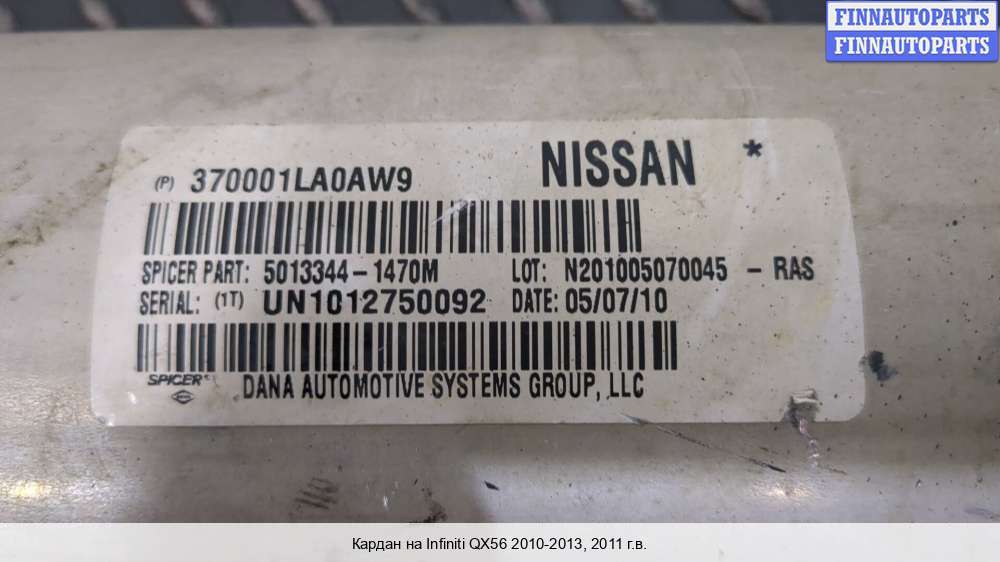 FINNAUTOPARTS
FINNAUTOPARTS
(P) 370001LA0AW9 NISSAN *
SPICER PART: 5013344-1470M LOT: N201005070045 - RAS
SERIAL: (1T) UN1012750092 DATE: 05/07/10
SPICER DANA AUTOMOTIVE SYSTEMS GROUP, LLC
Кардан на Infiniti QX56 2010-2013, 2011 г.в.